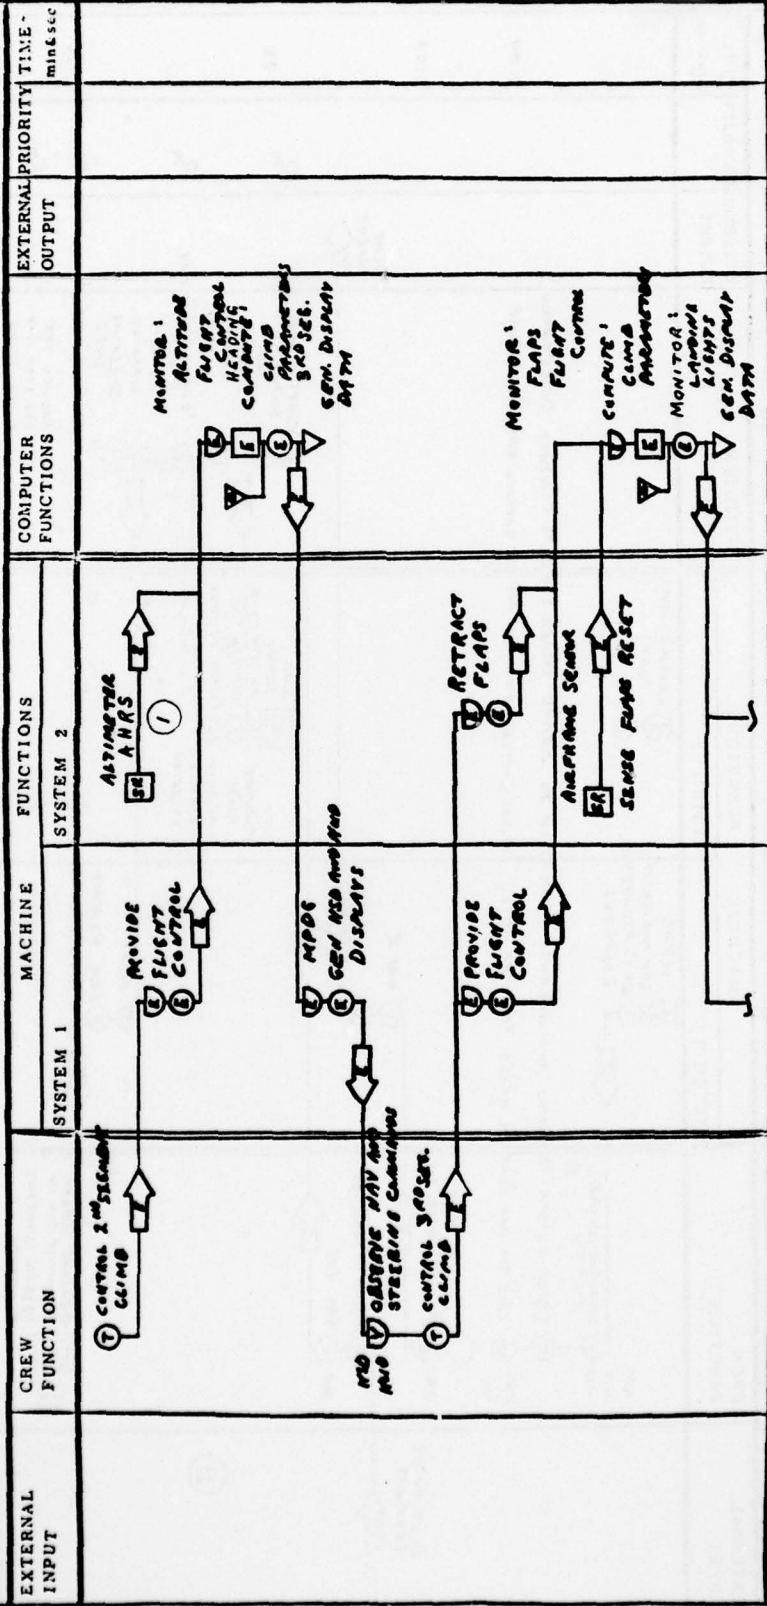 EXTERNAL
INPUT
CREW
FUNCTION
MACHINE FUNCTIONS
SYSTEM 1
SYSTEM 2
COMPUTER
FUNCTIONS
EXTERNAL
OUTPUT
PRIORITY
TIME-
min&sec
T
CONTROL 2ND SEGMENT
CLIMB
E
PROVIDE
FLIGHT
CONTROL
E
E
E
ALTIMETER
AHRS
SR
1
E
MONITOR:
ALTITUDE
FLIGHT
CONTROL
HEADING
COMPUTE:
CLIMB
PARAMETERS
3RD SEG.
GEN. DISPLAY
DATA
E
E
E
E
MPDG
GEN HSD AND HUD
DISPLAYS
E
E
E
V
OBSERVE NAV AND
STEERING COMMANDS
T
CONTROL 3RD SEG.
CLIMB
E
PROVIDE
FLIGHT
CONTROL
E
E
E
RETRACT
FLAPS
E
E
E
AIRFRAME SENSOR
SR
SENSE FLAPS RESET
E
MONITOR:
FLAPS
FLIGHT
CONTROL
COMPUTE:
CLIMB
PARAMETERS
MONITOR:
LANDING
LIGHTS
GEN. DISPLAY
DATA
E
E
E
E